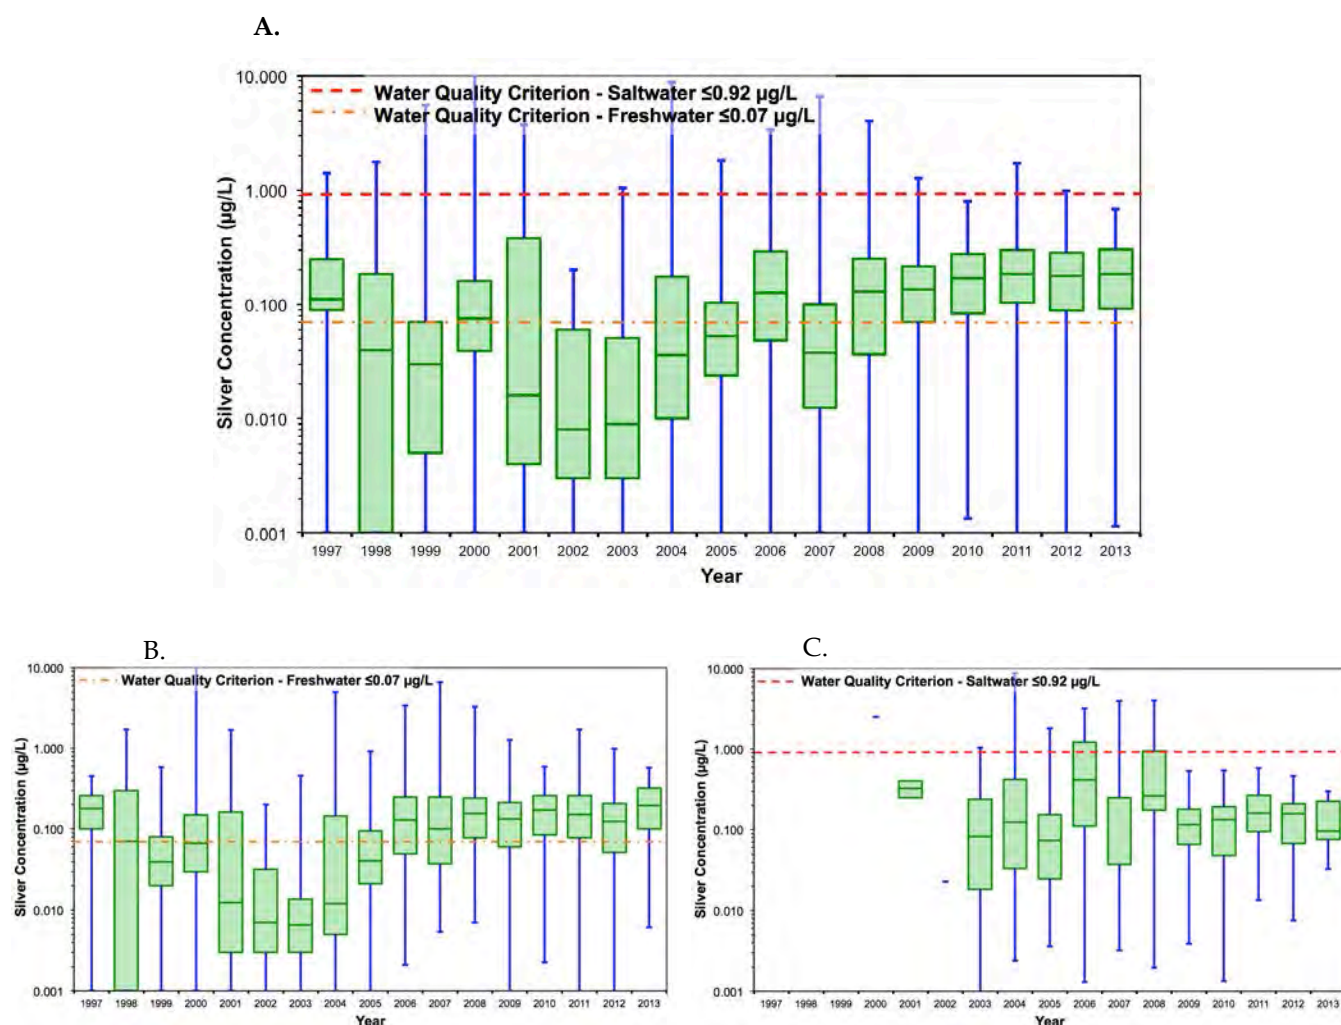 A.
10.000
Water Quality Criterion - Saltwater ≤0.92 µg/L
Water Quality Criterion - Freshwater ≤0.07 µg/L
1.000
0.100
0.010
0.001
Silver Concentration (µg/L)
1997 1998 1999 2000 2001 2002 2003 2004 2005 2006 2007 2008 2009 2010 2011 2012 2013
Year
B.
10.000
Water Quality Criterion - Freshwater ≤0.07 µg/L
1.000
0.100
0.010
0.001
Silver Concentration (µg/L)
1997 1998 1999 2000 2001 2002 2003 2004 2005 2006 2007 2008 2009 2010 2011 2012 2013
Year
C.
10.000
Water Quality Criterion - Saltwater ≤0.92 µg/L
1.000
0.100
0.010
0.001
Silver Concentration (µg/L)
1997 1998 1999 2000 2001 2002 2003 2004 2005 2006 2007 2008 2009 2010 2011 2012 2013
Year